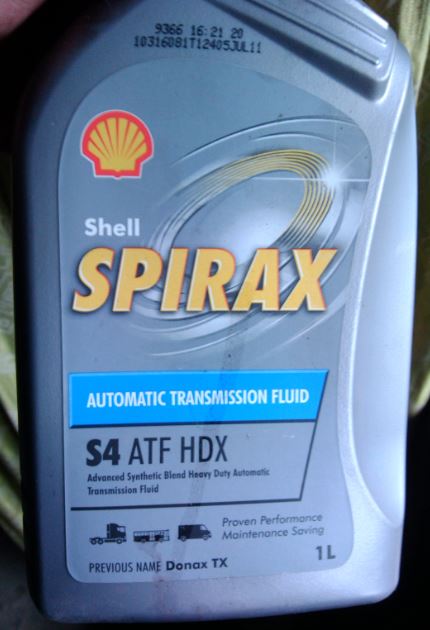 9366 16:21 20
10316081T12405JUL11
Shell
SPIRAX
AUTOMATIC TRANSMISSION FLUID
S4 ATF HDX
Advanced Synthetic Blend Heavy Duty Automatic
Transmission Fluid
Proven Performance
Maintenance Saving
1L
PREVIOUS NAME Donax TX